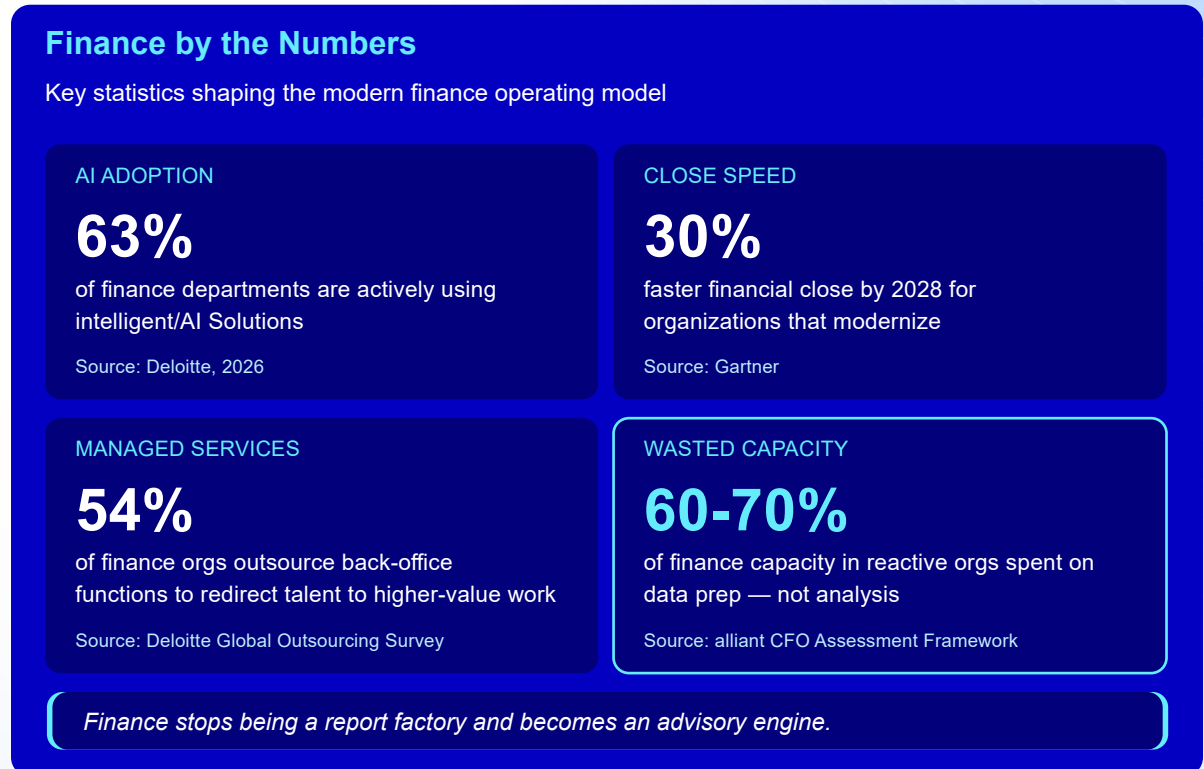 Finance by the Numbers
Key statistics shaping the modern finance operating model
AI ADOPTION
63%
of finance departments are actively using
intelligent/AI Solutions
Source: Deloitte, 2026
CLOSE SPEED
30%
faster financial close by 2028 for
organizations that modernize
Source: Gartner
MANAGED SERVICES
54%
of finance orgs outsource back-office
functions to redirect talent to higher-value work
Source: Deloitte Global Outsourcing Survey
WASTED CAPACITY
60-70%
of finance capacity in reactive orgs spent on
data prep — not analysis
Source: alliant CFO Assessment Framework
Finance stops being a report factory and becomes an advisory engine.